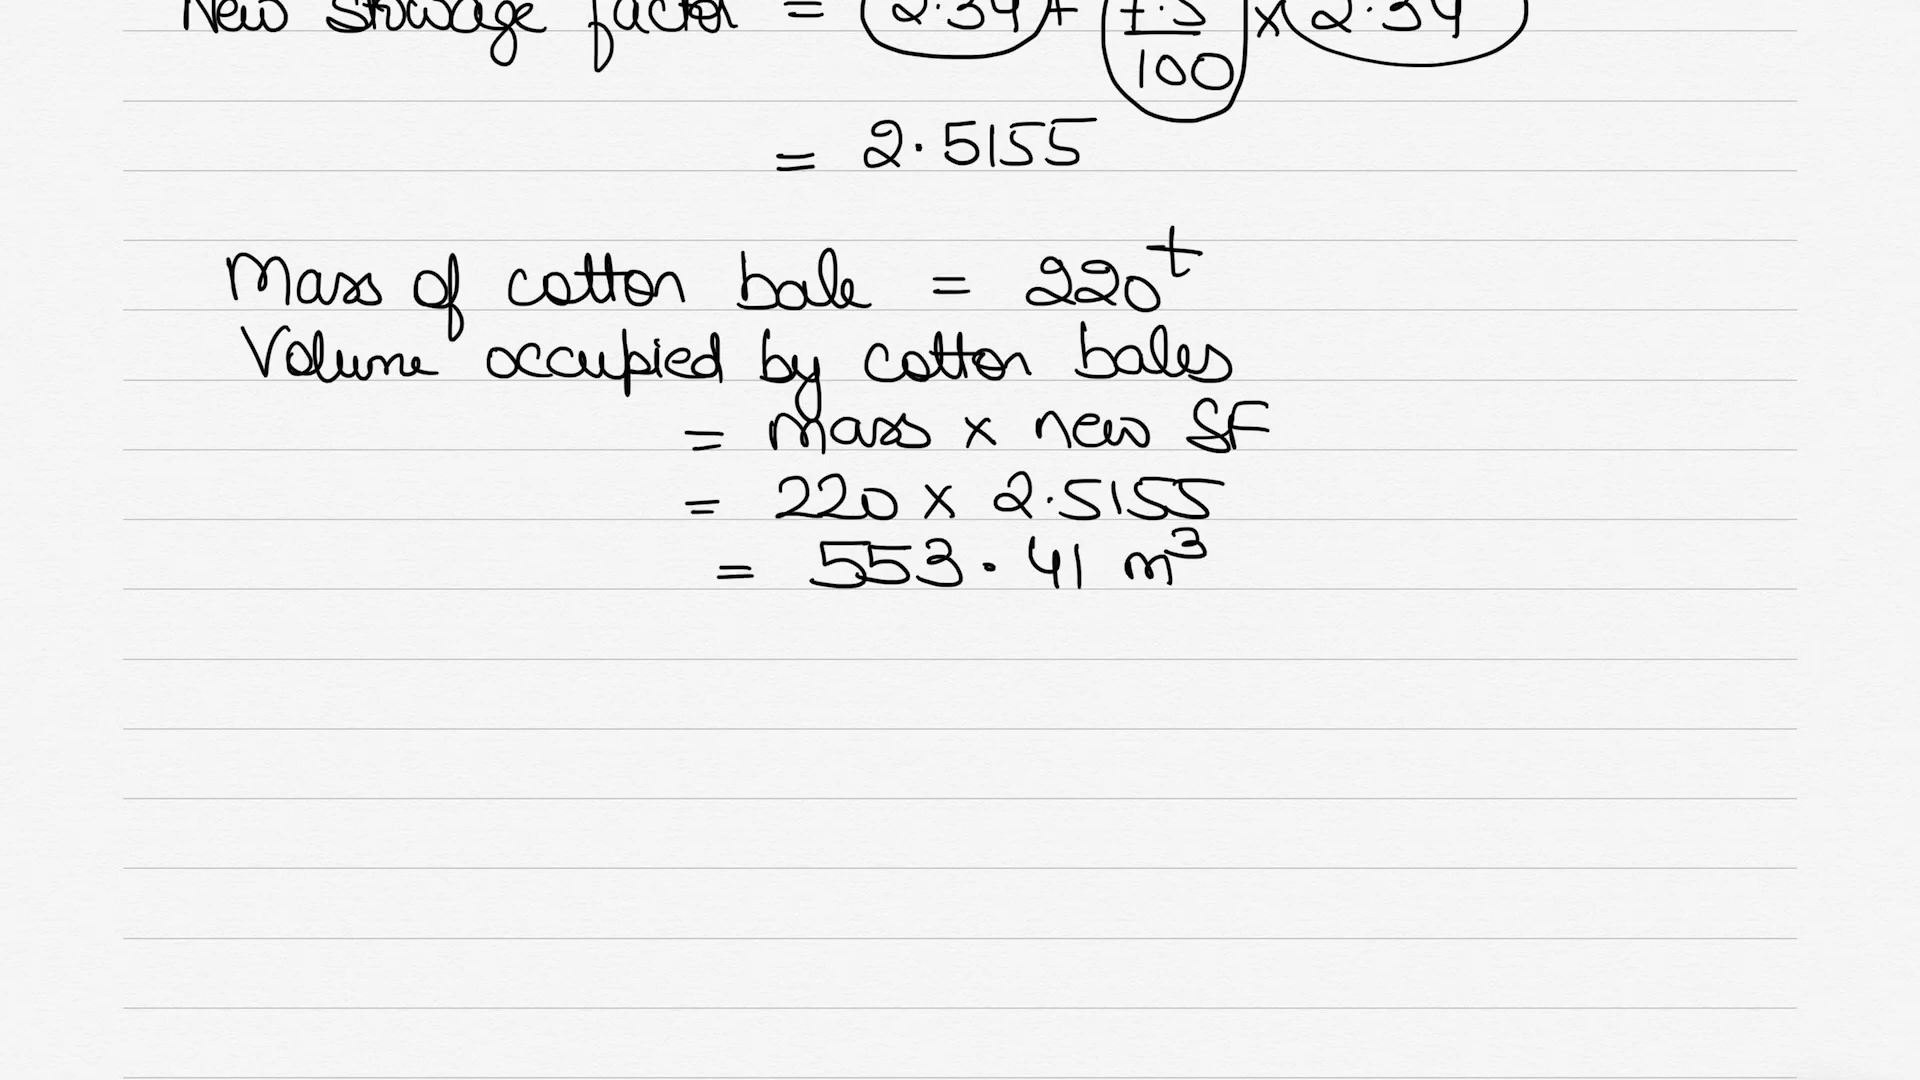 New stowage factor = 2.34 + 7.5/100 × 2.34
= 2.5155
Mass of cotton bale = 220t
Volume occupied by cotton bales
= Mass × new SF
= 220 × 2.5155
= 553.41 m³